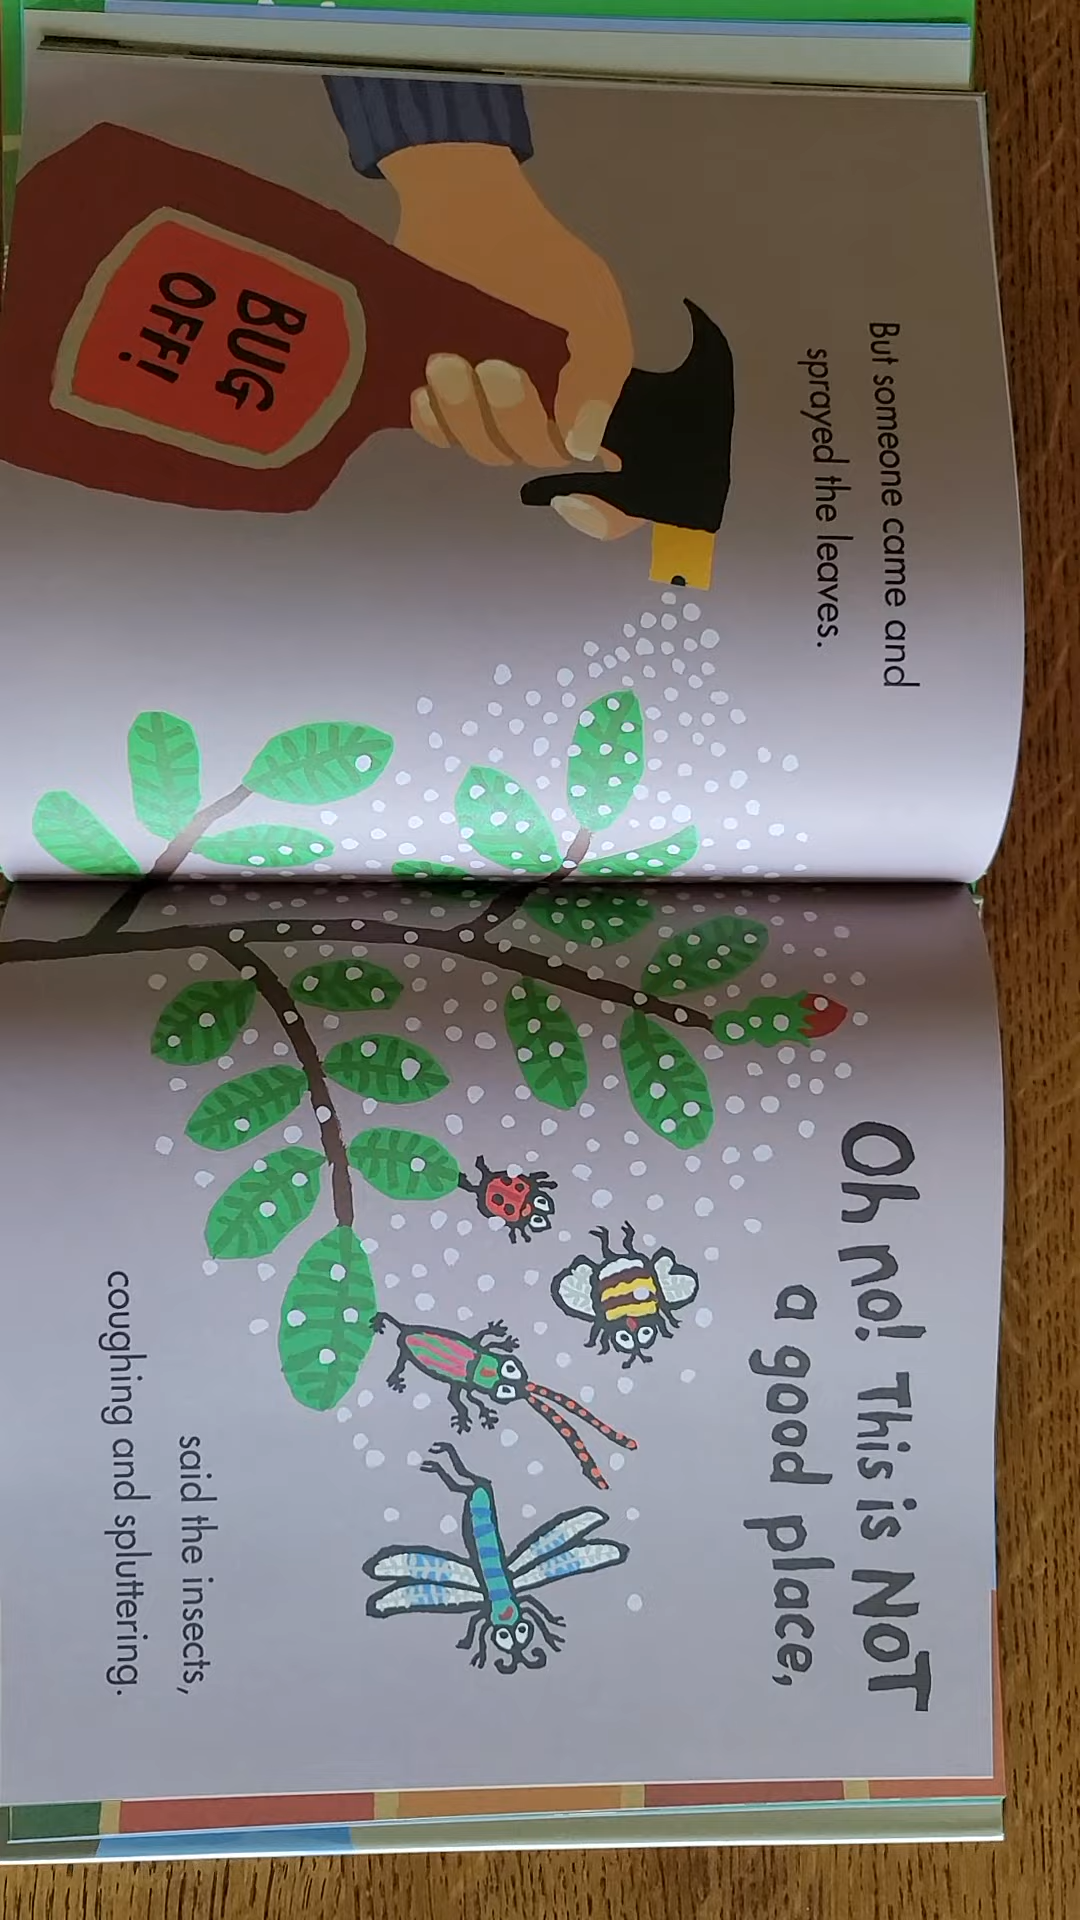 But someone came and
sprayed the leaves.
BUG
OFF!
Oh no! This is NOT
a good place,
said the insects,
coughing and spluttering.